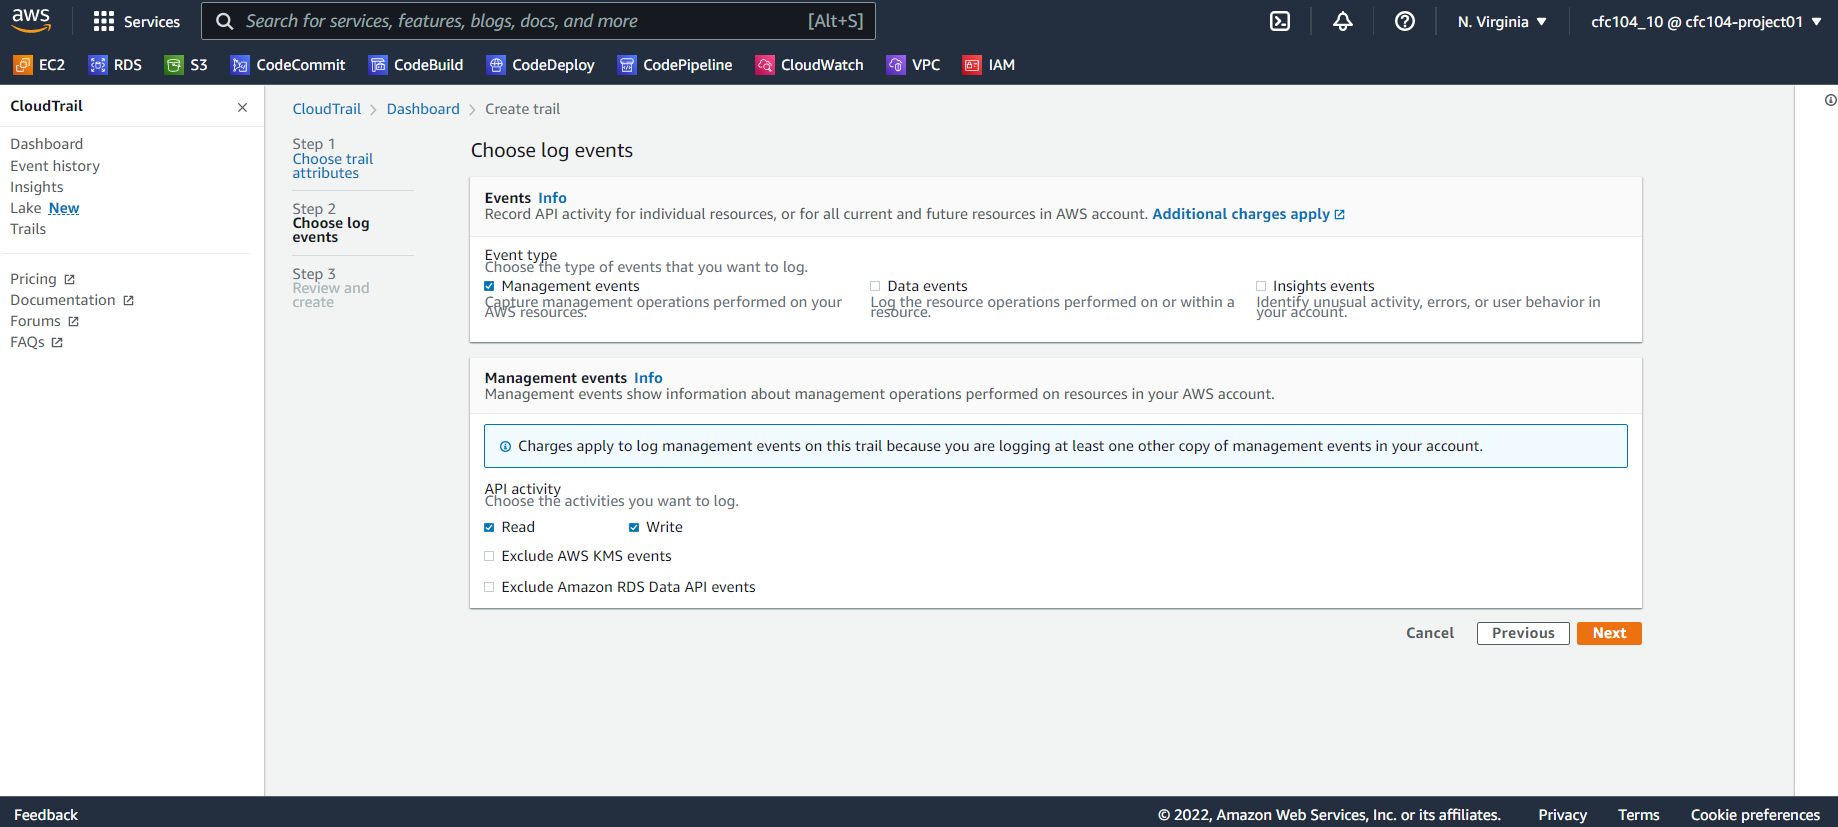 aws
Services
Search for services, features, blogs, docs, and more [Alt+S]
N. Virginia
cfc104_10 @ cfc104-project01
EC2
RDS
S3
CodeCommit
CodeBuild
CodeDeploy
CodePipeline
CloudWatch
VPC
IAM
CloudTrail
Dashboard
Event history
Insights
Lake New
Trails
Pricing
Documentation
Forums
FAQs
CloudTrail
Dashboard
Create trail
Step 1
Choose trail
attributes
Step 2
Choose log
events
Step 3
Review and
create
Choose log events
Events Info
Record API activity for individual resources, or for all current and future resources in AWS account. Additional charges apply
Event type
Choose the type of events that you want to log.
Management events
Capture management operations performed on your
AWS resources.
Data events
Log the resource operations performed on or within a
resource.
Insights events
Identify unusual activity, errors, or user behavior in
your account.
Management events Info
Management events show information about management operations performed on resources in your AWS account.
Charges apply to log management events on this trail because you are logging at least one other copy of management events in your account.
API activity
Choose the activities you want to log.
Read
Write
Exclude AWS KMS events
Exclude Amazon RDS Data API events
Cancel
Previous
Next
Feedback
© 2022, Amazon Web Services, Inc. or its affiliates.
Privacy
Terms
Cookie preferences